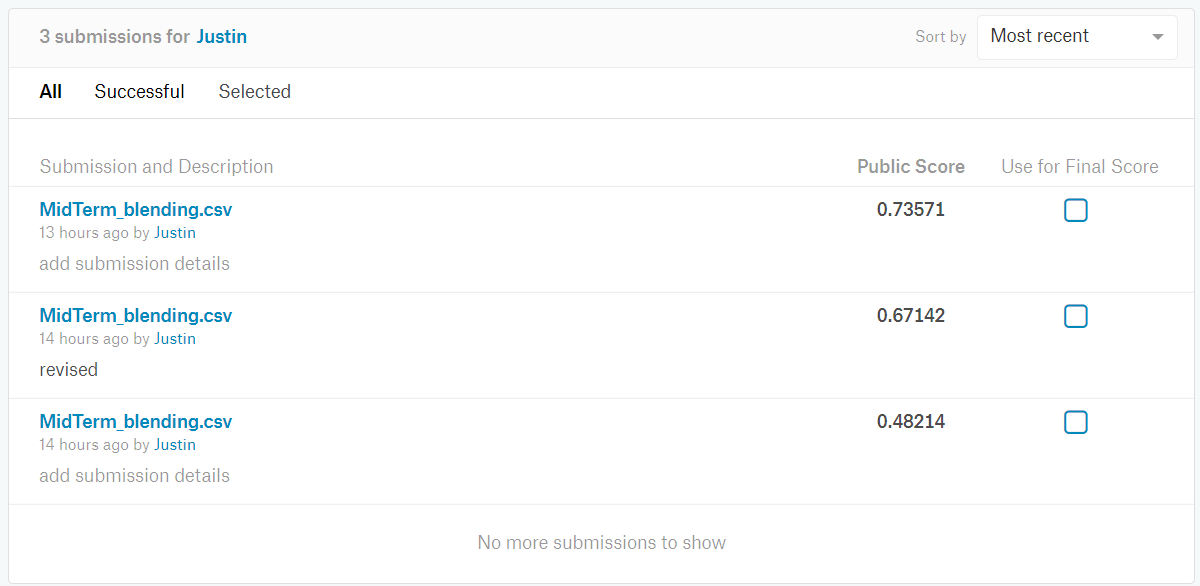 3 submissions for Justin
Sort by Most recent
All Successful Selected
Submission and Description Public Score Use for Final Score
MidTerm_blending.csv 0.73571
13 hours ago by Justin
add submission details
MidTerm_blending.csv 0.67142
14 hours ago by Justin
revised
MidTerm_blending.csv 0.48214
14 hours ago by Justin
add submission details
No more submissions to show